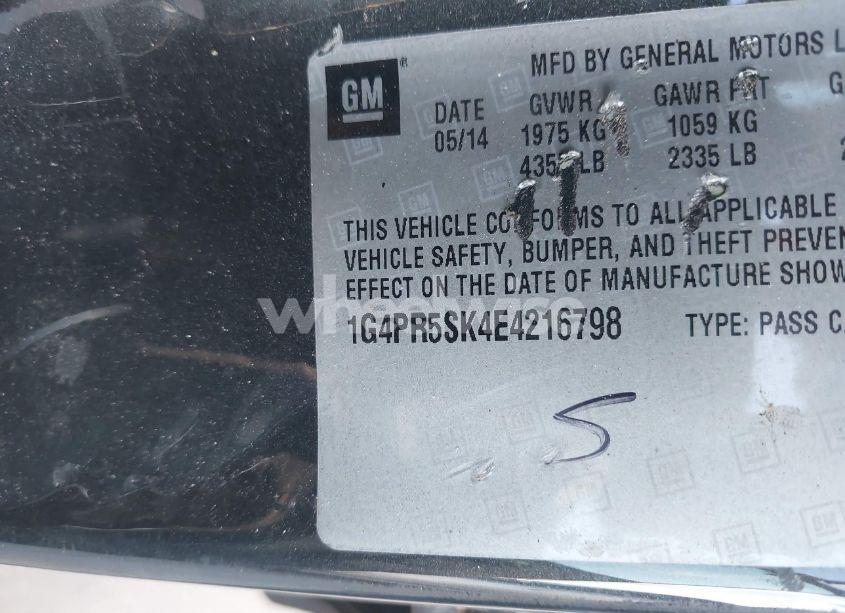 GM
MFD BY GENERAL MOTORS L
DATE
05/14
GVWR
1975 KG
LB
GAWR FRT
1059 KG
2335 LB
G
THIS VEHICLE CONFORMS TO ALL APPLICABLE
VEHICLE SAFETY, BUMPER, AND THEFT PREVEN
EFFECT ON THE DATE OF MANUFACTURE SHOW
1G4PR5SK4E4216798
TYPE: PASS C
5